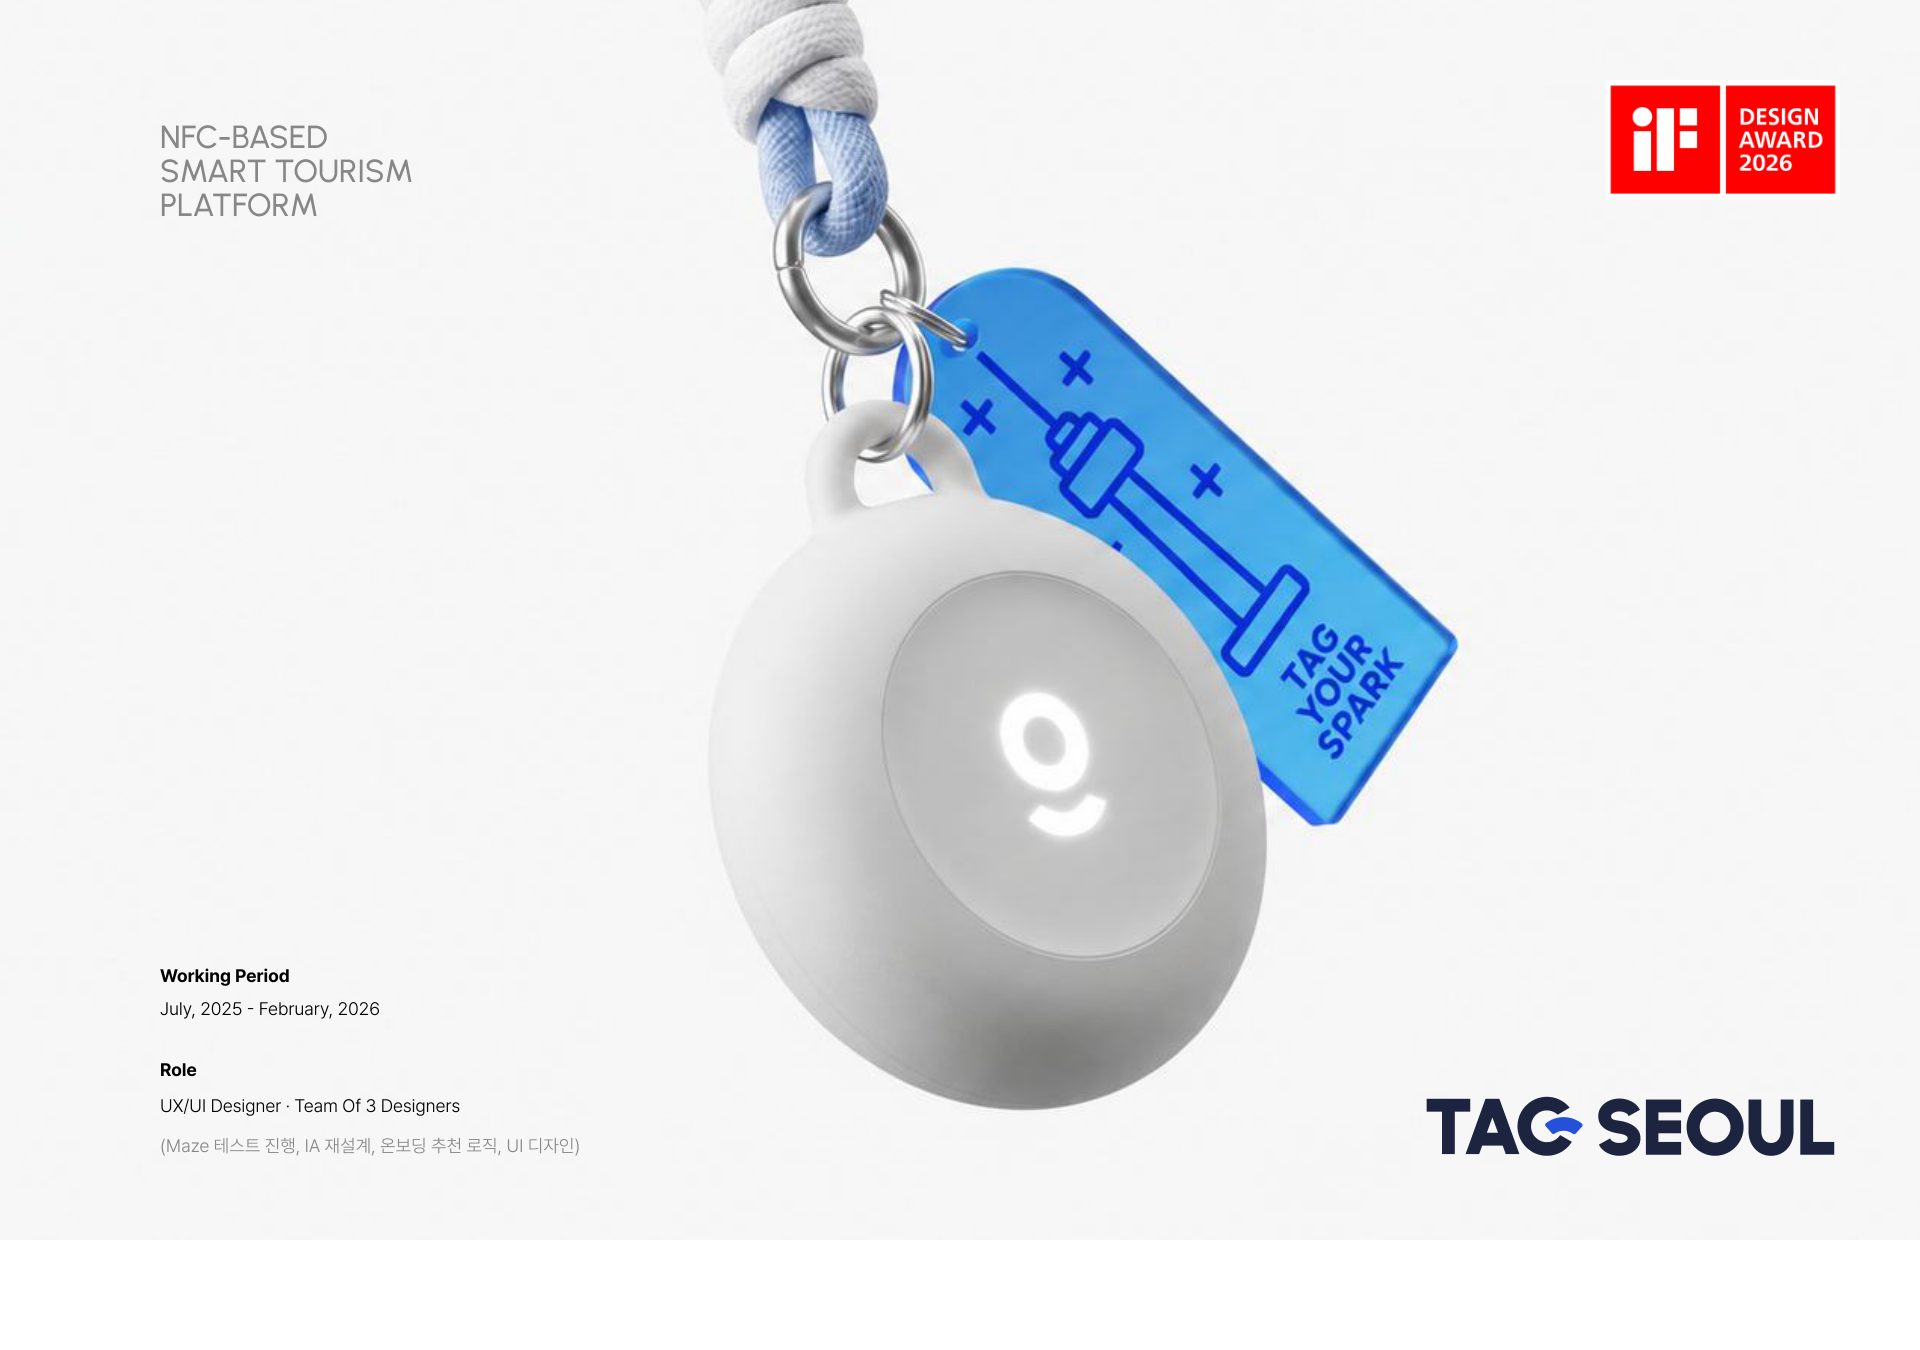 NFC-BASED
SMART TOURISM
PLATFORM
iF
DESIGN
AWARD
2026
TAG
YOUR
SPARK
Working Period
July, 2025 - February, 2026
Role
UX/UI Designer · Team Of 3 Designers
(Maze 테스트 진행, IA 재설계, 온보딩 추천 로직, UI 디자인)
TAG SEOUL